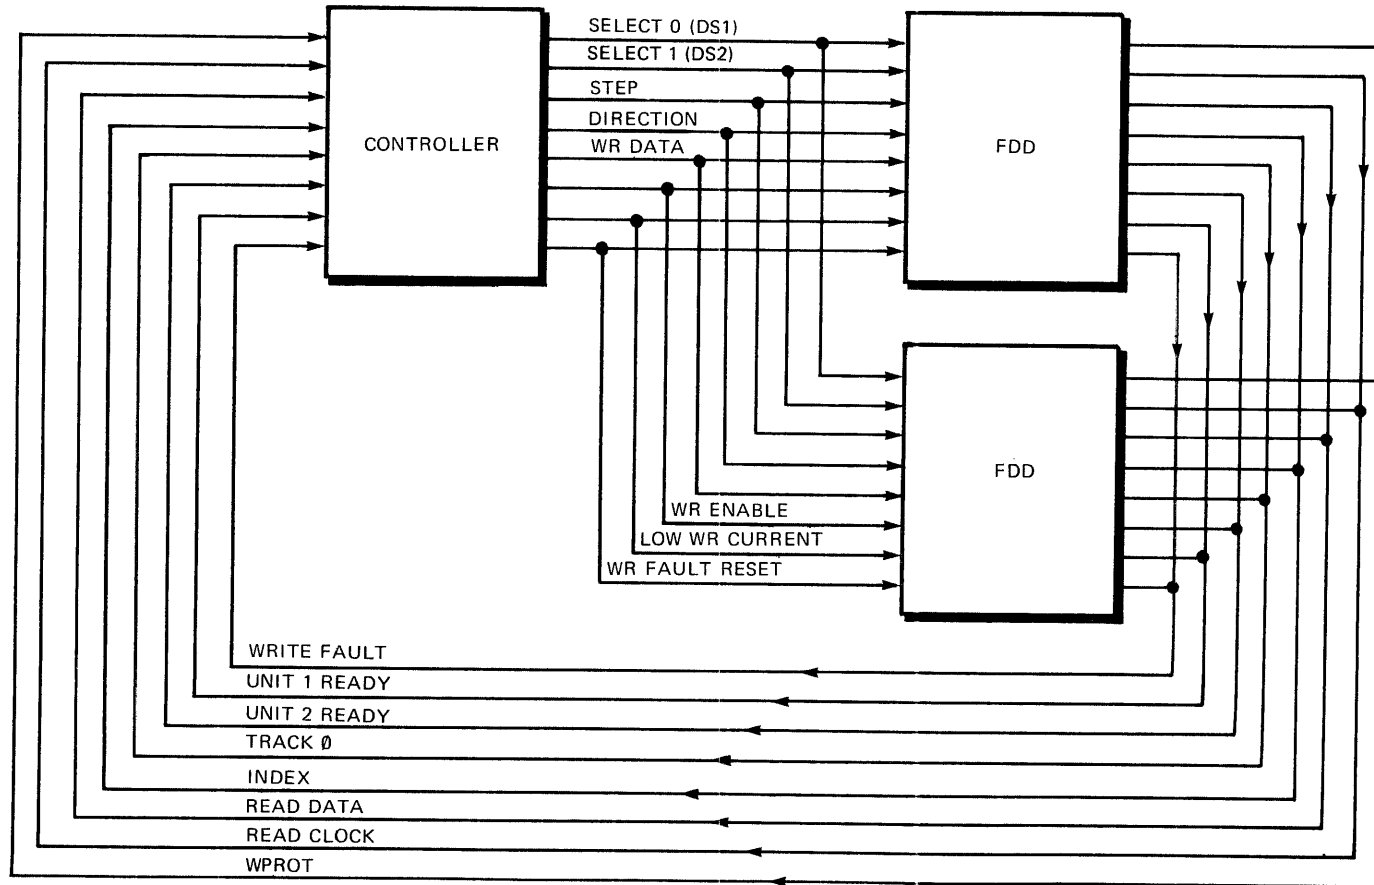 SELECT 0 (DS1)
SELECT 1 (DS2)
STEP
DIRECTION
WR DATA
CONTROLLER
FDD
FDD
WR ENABLE
LOW WR CURRENT
WR FAULT RESET
WRITE FAULT
UNIT 1 READY
UNIT 2 READY
TRACK Ø
INDEX
READ DATA
READ CLOCK
WPROT